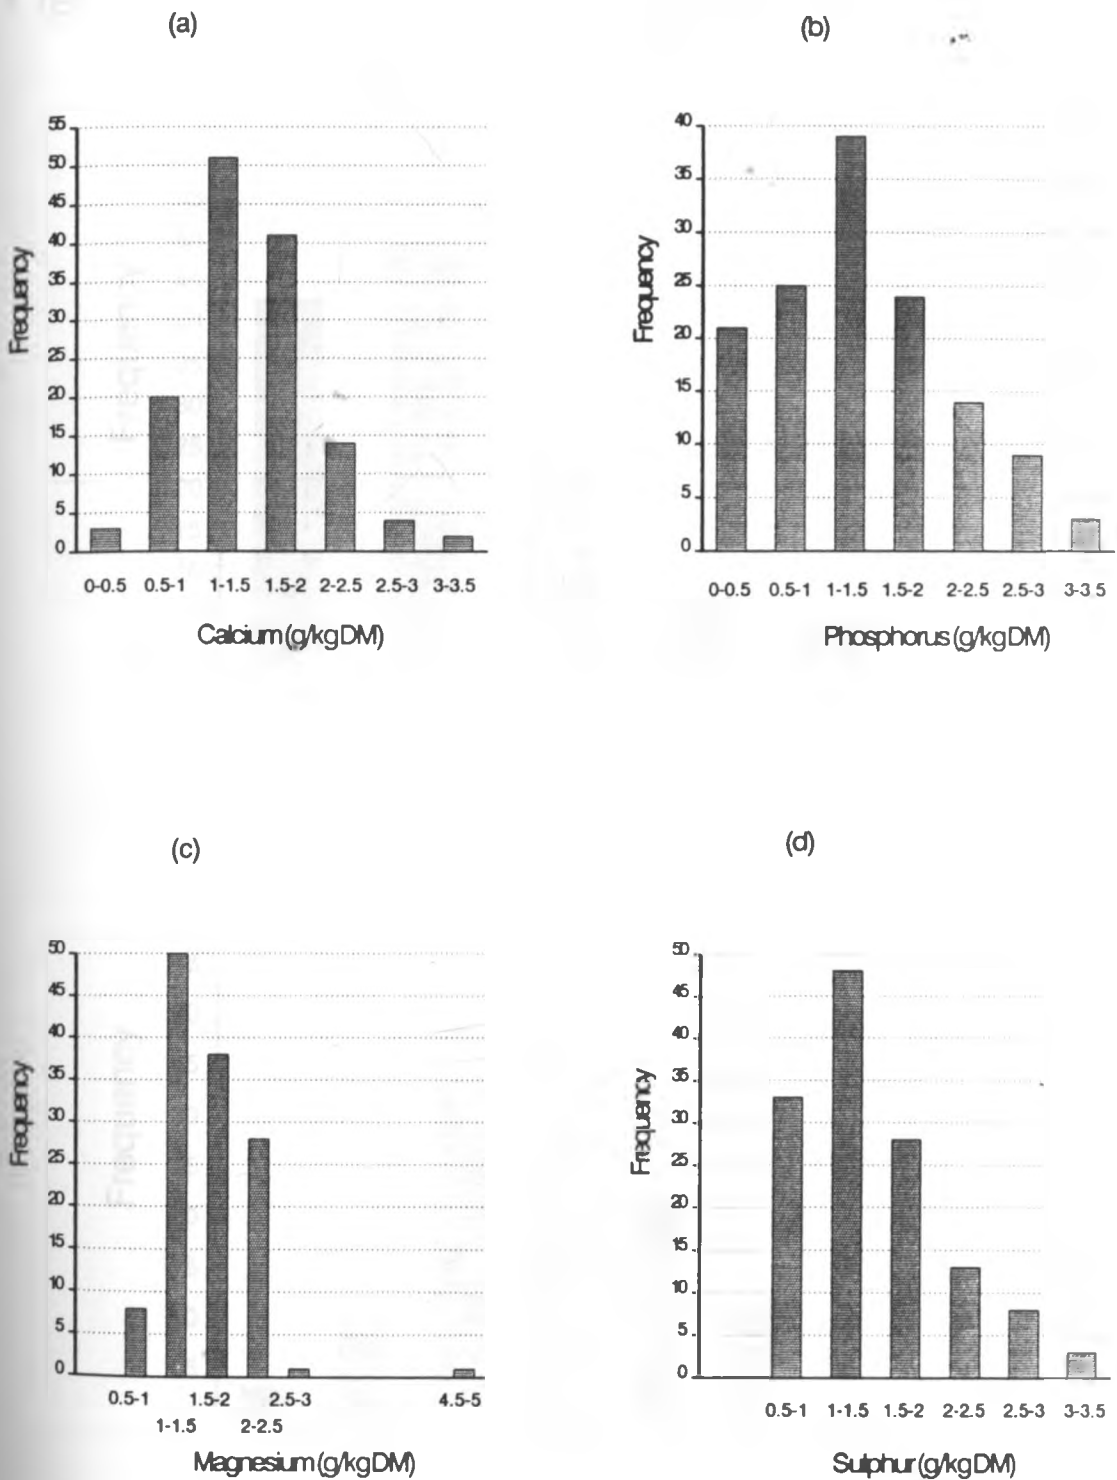 (a)
55
50
45
40
35
30
25
20
15
10
5
0
Frequency
0-0.5 0.5-1 1-1.5 1.5-2 2-2.5 2.5-3 3-3.5
Calcium (g/kg DM)
(b)
40
35
30
25
20
15
10
5
0
Frequency
0-0.5 0.5-1 1-1.5 1.5-2 2-2.5 2.5-3 3-3.5
Phosphorus (g/kg DM)
(c)
50
45
40
35
30
25
20
15
10
5
0
Frequency
0.5-1 1.5-2 2.5-3 4.5-5
1-1.5 2-2.5
Magnesium (g/kg DM)
(d)
50
45
40
35
30
25
20
15
10
5
0
Frequency
0.5-1 1-1.5 1.5-2 2-2.5 2.5-3 3-3.5
Sulphur (g/kg DM)